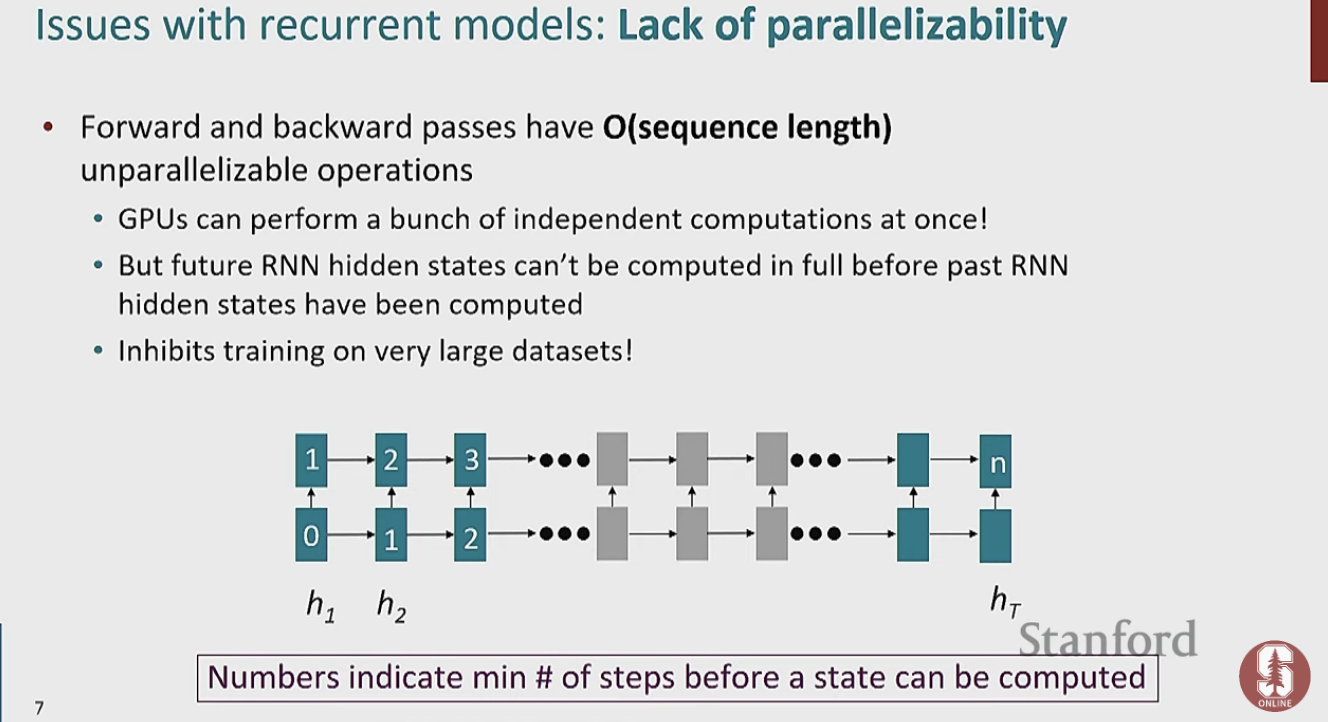 Issues with recurrent models: Lack of parallelizability
• Forward and backward passes have O(sequence length)
unparallelizable operations
• GPUs can perform a bunch of independent computations at once!
• But future RNN hidden states can't be computed in full before past RNN
hidden states have been computed
• Inhibits training on very large datasets!
1 2 3 n
0 1 2
h1 h2 hT
Stanford
Numbers indicate min # of steps before a state can be computed
S
ONLINE
7